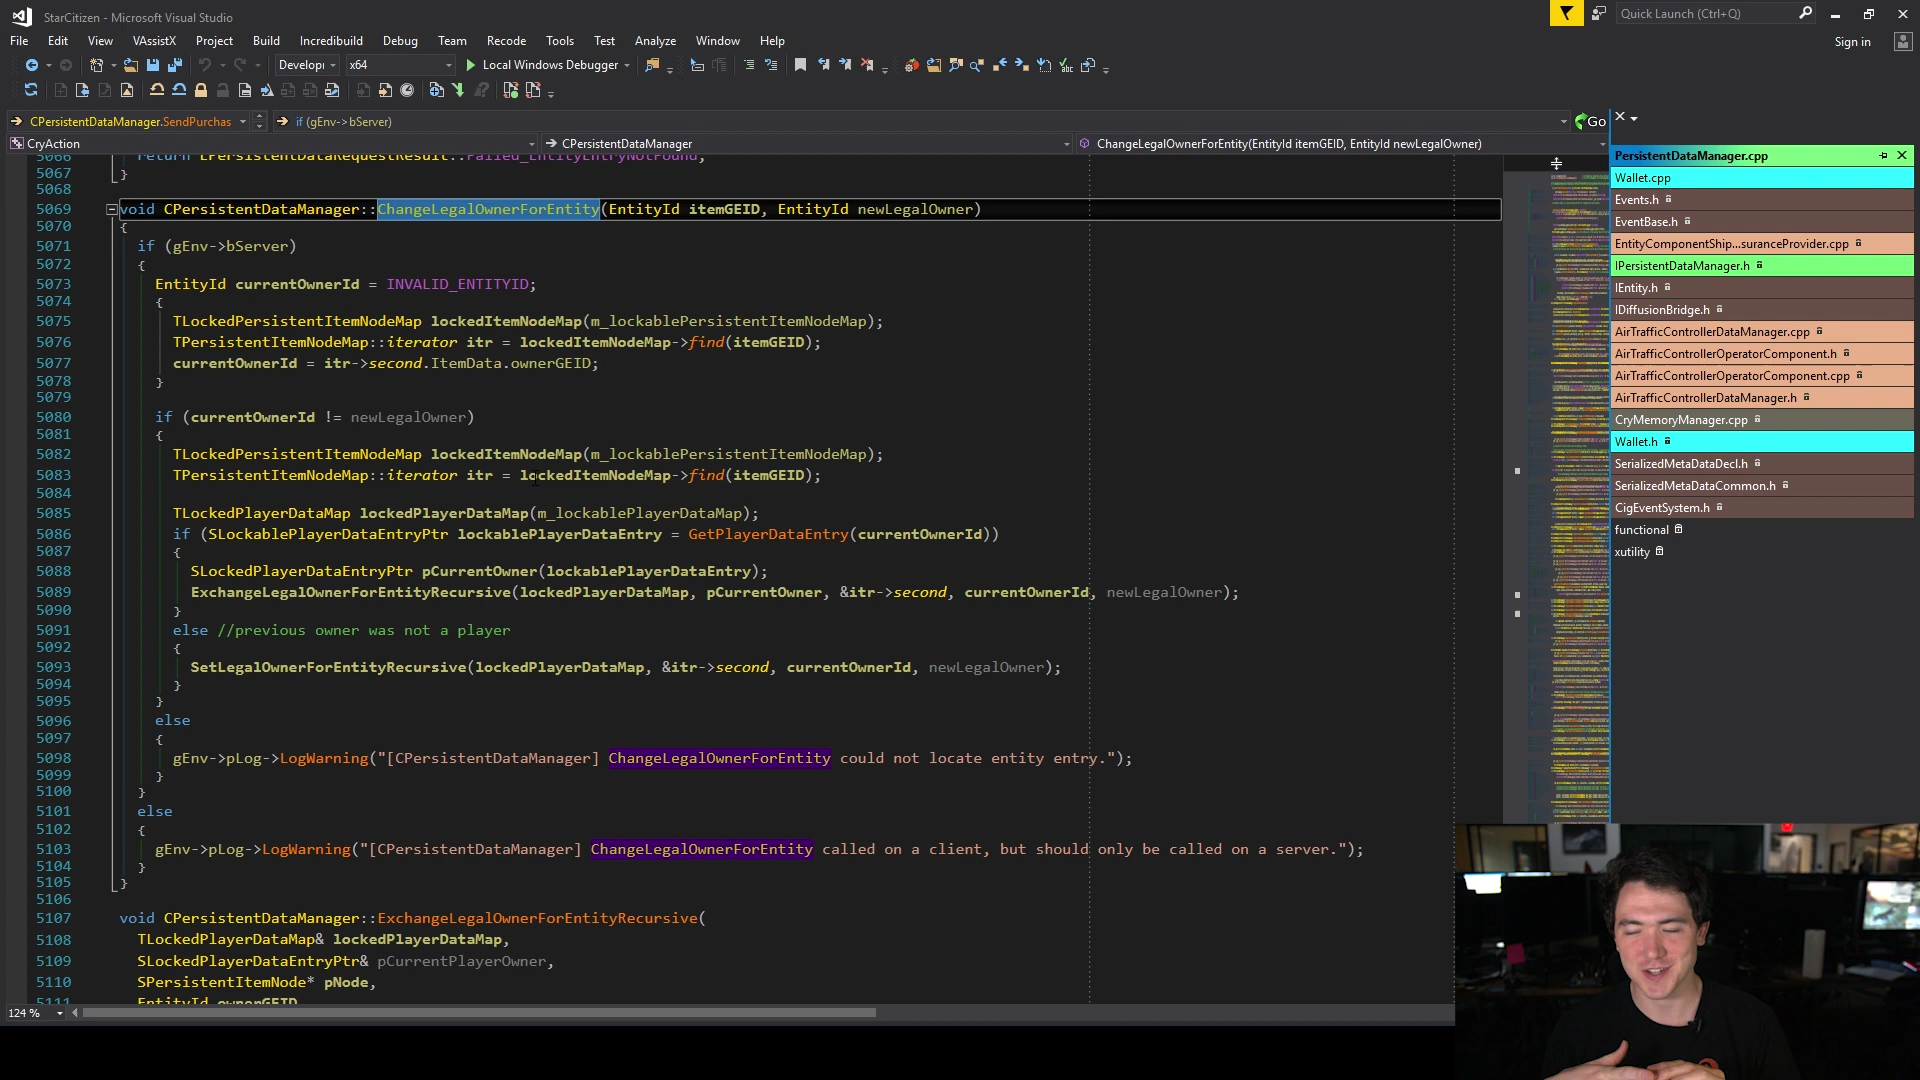 StarCitizen - Microsoft Visual Studio
Quick Launch (Ctrl+Q)
File Edit View VAssistX Project Build Incredibuild Debug Team Recode Tools Test Analyze Window Help
Sign in
Develop x64 Local Windows Debugger
CPersistentDataManager.SendPurchas if (gEnv->bServer)
Go
CryAction CPersistentDataManager ChangeLegalOwnerForEntity(EntityId itemGEID, EntityId newLegalOwner)
5066 return EPersistentDataRequestResult::Failed_EntityEntryNotFound;
5067 }
5068
5069 void CPersistentDataManager::ChangeLegalOwnerForEntity(EntityId itemGEID, EntityId newLegalOwner)
5070 {
5071 if (gEnv->bServer)
5072 {
5073 EntityId currentOwnerId = INVALID_ENTITYID;
5074 {
5075 TLockedPersistentItemNodeMap lockedItemNodeMap(m_lockablePersistentItemNodeMap);
5076 TPersistentItemNodeMap::iterator itr = lockedItemNodeMap->find(itemGEID);
5077 currentOwnerId = itr->second.ItemData.ownerGEID;
5078 }
5079
5080 if (currentOwnerId != newLegalOwner)
5081 {
5082 TLockedPersistentItemNodeMap lockedItemNodeMap(m_lockablePersistentItemNodeMap);
5083 TPersistentItemNodeMap::iterator itr = lockedItemNodeMap->find(itemGEID);
5084
5085 TLockedPlayerDataMap lockedPlayerDataMap(m_lockablePlayerDataMap);
5086 if (SLockablePlayerDataEntryPtr lockablePlayerDataEntry = GetPlayerDataEntry(currentOwnerId))
5087 {
5088 SLockedPlayerDataEntryPtr pCurrentOwner(lockablePlayerDataEntry);
5089 ExchangeLegalOwnerForEntityRecursive(lockedPlayerDataMap, pCurrentOwner, &itr->second, currentOwnerId, newLegalOwner);
5090 }
5091 else //previous owner was not a player
5092 {
5093 SetLegalOwnerForEntityRecursive(lockedPlayerDataMap, &itr->second, currentOwnerId, newLegalOwner);
5094 }
5095 }
5096 else
5097 {
5098 gEnv->pLog->LogWarning("[CPersistentDataManager] ChangeLegalOwnerForEntity could not locate entity entry.");
5099 }
5100 }
5101 else
5102 {
5103 gEnv->pLog->LogWarning("[CPersistentDataManager] ChangeLegalOwnerForEntity called on a client, but should only be called on a server.");
5104 }
5105 }
5106
5107 void CPersistentDataManager::ExchangeLegalOwnerForEntityRecursive(
5108 TLockedPlayerDataMap& lockedPlayerDataMap,
5109 SLockedPlayerDataEntryPtr& pCurrentPlayerOwner,
5110 SPersistentItemNode* pNode,
5111 EntityId ownerGEID
124 %
PersistentDataManager.cpp
Wallet.cpp
Events.h
EventBase.h
EntityComponentShip...suranceProvider.cpp
IPersistentDataManager.h
IEntity.h
IDiffusionBridge.h
AirTrafficControllerDataManager.cpp
AirTrafficControllerOperatorComponent.h
AirTrafficControllerOperatorComponent.cpp
AirTrafficControllerDataManager.h
CryMemoryManager.cpp
Wallet.h
SerializedMetaDataDecl.h
SerializedMetaDataCommon.h
CigEventSystem.h
functional
xutility